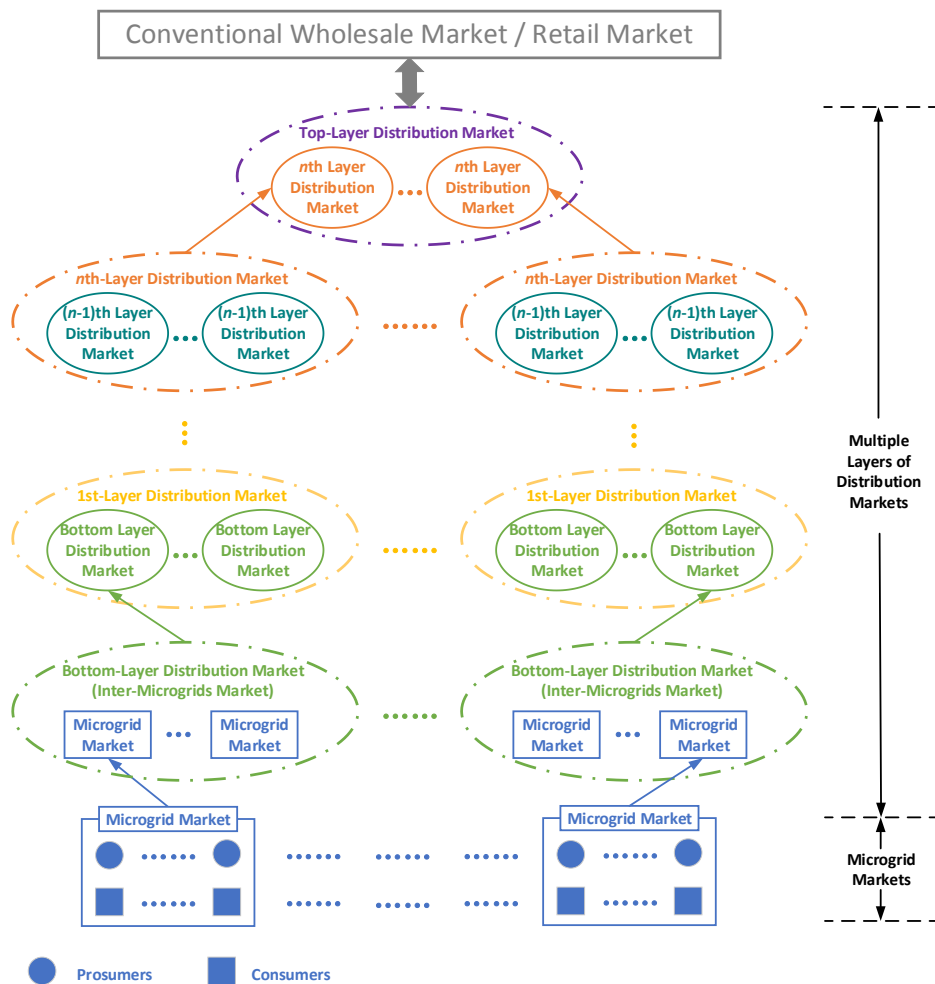 Conventional Wholesale Market / Retail Market
Top-Layer Distribution Market
nth Layer
Distribution
Market
nth Layer
Distribution
Market
nth-Layer Distribution Market
(n-1)th Layer
Distribution
Market
(n-1)th Layer
Distribution
Market
nth-Layer Distribution Market
(n-1)th Layer
Distribution
Market
(n-1)th Layer
Distribution
Market
1st-Layer Distribution Market
Bottom Layer
Distribution
Market
Bottom Layer
Distribution
Market
1st-Layer Distribution Market
Bottom Layer
Distribution
Market
Bottom Layer
Distribution
Market
Bottom-Layer Distribution Market
(Inter-Microgrids Market)
Microgrid
Market
Microgrid
Market
Bottom-Layer Distribution Market
(Inter-Microgrids Market)
Microgrid
Market
Microgrid
Market
Microgrid Market
Microgrid Market
Multiple
Layers of
Distribution
Markets
Microgrid
Markets
Prosumers
Consumers